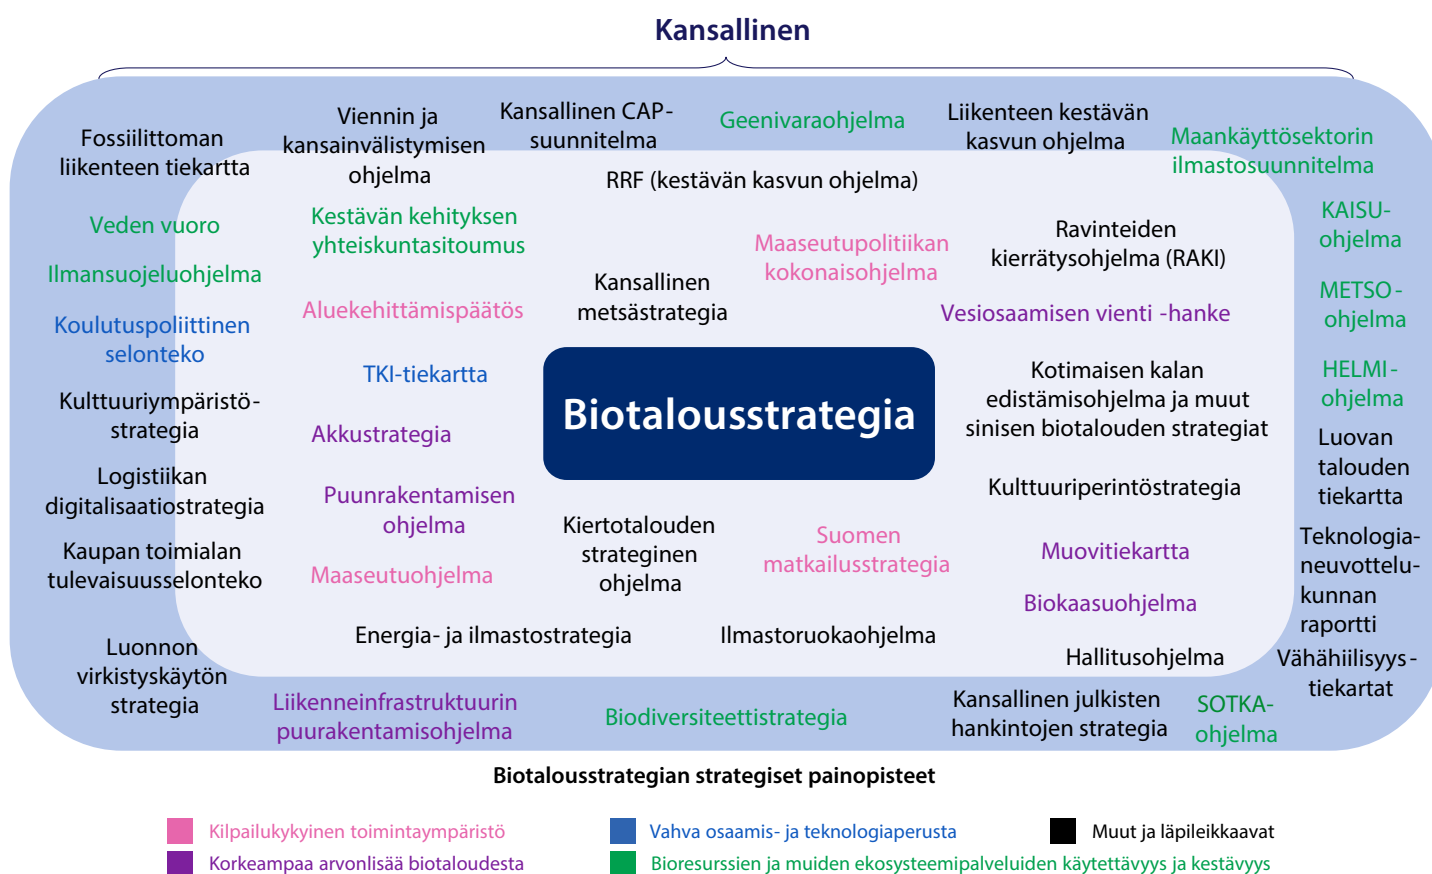 Kansallinen
Fossiilittoman
liikenteen tiekartta
Viennin ja
kansainvälistymisen
ohjelma
Kansallinen CAP-
suunnitelma
Geenivaraohjelma
Liikenteen kestävän
kasvun ohjelma
Maankäyttösektorin
ilmastosuunnitelma
RRF (kestävän kasvun ohjelma)
Veden vuoro
Ilmansuojeluohjelma
Koulutuspoliittinen
selonteko
Kulttuuriympäristö-
strategia
Logistiikan
digitalisaatiostrategia
Kaupan toimialan
tulevaisuusselonteko
Luonnon
virkistyskäytön
strategia
Kestävän kehityksen
yhteiskuntasitoumus
Aluekehittämispäätös
TKI-tiekartta
Akkustrategia
Puunrakentamisen
ohjelma
Maaseutuohjelma
Kansallinen
metsästrategia
Maaseutupolitiikan
kokonaisohjelma
Ravinteiden
kierrätysohjelma (RAKI)
Vesiosaamisen vienti -hanke
Biotalousstrategia
Kotimaisen kalan
edistämisohjelma ja muut
sinisen biotalouden strategiat
Kulttuuriperintöstrategia
Kiertotalouden
strateginen
ohjelma
Suomen
matkailusstrategia
Muovitiekartta
Biokaasuohjelma
Energia- ja ilmastostrategia
Ilmastoruokaohjelma
Hallitusohjelma
KAISU-
ohjelma
METSO-
ohjelma
HELMI-
ohjelma
Luovan
talouden
tiekartta
Teknologia-
neuvottelu-
kunnan
raportti
Vähähiilisyys-
tiekartat
Liikenneinfrastruktuurin
puurakentamisohjelma
Biodiversiteettistrategia
Kansallinen julkisten
hankintojen strategia
SOTKA-
ohjelma
Biotalousstrategian strategiset painopisteet
Kilpailukykyinen toimintaympäristö
Vahva osaamis- ja teknologiaperusta
Muut ja läpileikkaavat
Korkeampaa arvonlisää biotaloudesta
Bioresurssien ja muiden ekosysteemipalveluiden käytettävyys ja kestävyys